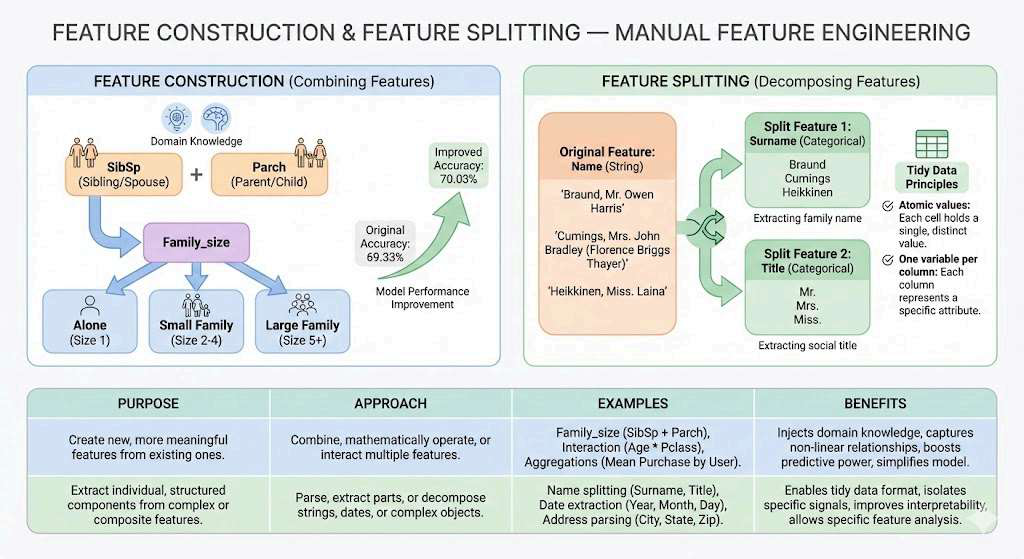 FEATURE CONSTRUCTION & FEATURE SPLITTING — MANUAL FEATURE ENGINEERING
FEATURE CONSTRUCTION (Combining Features)
Domain Knowledge
SibSp
(Sibling/Spouse)
+
Parch
(Parent/Child)
Family_size
Alone
(Size 1)
Small Family
(Size 2-4)
Large Family
(Size 5+)
Improved
Accuracy:
70.03%
Original
Accuracy:
69.33%
Model Performance
Improvement
FEATURE SPLITTING (Decomposing Features)
Original Feature:
Name (String)
'Braund, Mr. Owen
Harris'
'Cumings, Mrs. John
Bradley (Florence Briggs
Thayer)'
'Heikkinen, Miss. Laina'
Split Feature 1:
Surname (Categorical)
Braund
Cumings
Heikkinen
Extracting family name
Split Feature 2:
Title (Categorical)
Mr.
Mrs.
Miss.
Extracting social title
Tidy Data
Principles
Atomic values:
Each cell holds a
single, distinct
value.
One variable per
column: Each
column
represents a
specific attribute.
PURPOSE
APPROACH
EXAMPLES
BENEFITS
Create new, more meaningful
features from existing ones.
Combine, mathematically operate, or
interact multiple features.
Family_size (SibSp + Parch),
Interaction (Age * Pclass),
Aggregations (Mean Purchase by User).
Injects domain knowledge, captures
non-linear relationships, boosts
predictive power, simplifies model.
Extract individual, structured
components from complex or
composite features.
Parse, extract parts, or decompose
strings, dates, or complex objects.
Name splitting (Surname, Title),
Date extraction (Year, Month, Day),
Address parsing (City, State, Zip).
Enables tidy data format, isolates
specific signals, improves interpretability,
allows specific feature analysis.